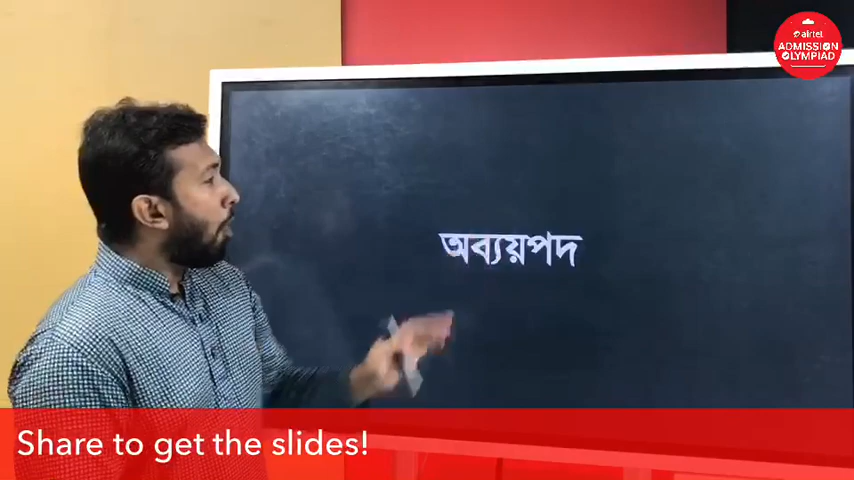 airtel
ADMISSION
OLYMPIAD
অব্যয়পদ
Share to get the slides!